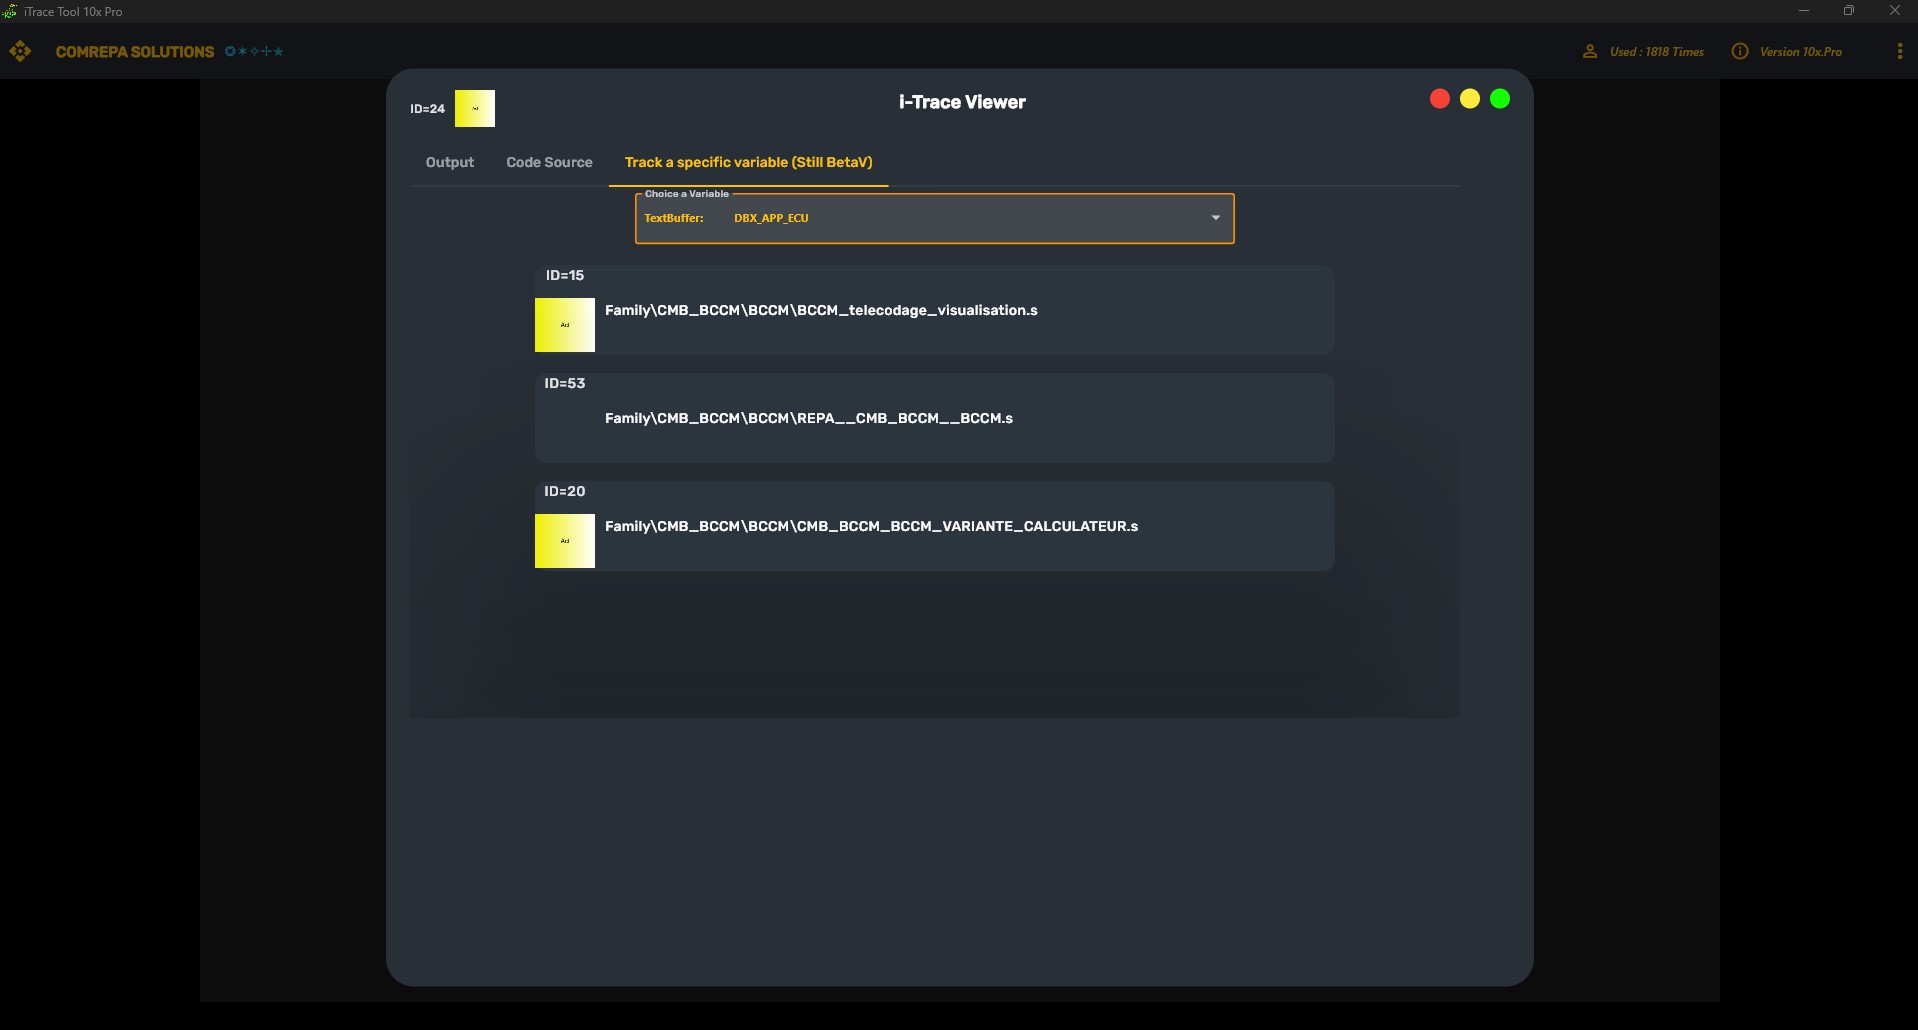 iTrace Tool 10x Pro
COMREPA SOLUTIONS
Used : 1818 Times
Version 10x.Pro
ID=24
i-Trace Viewer
Output
Code Source
Track a specific variable (Still BetaV)
Choice a Variable
TextBuffer: DBX_APP_ECU
ID=15
Family\CMB_BCCM\BCCM\BCCM_telecodage_visualisation.s
ID=53
Family\CMB_BCCM\BCCM\REPA__CMB_BCCM__BCCM.s
ID=20
Family\CMB_BCCM\BCCM\CMB_BCCM_BCCM_VARIANTE_CALCULATEUR.s